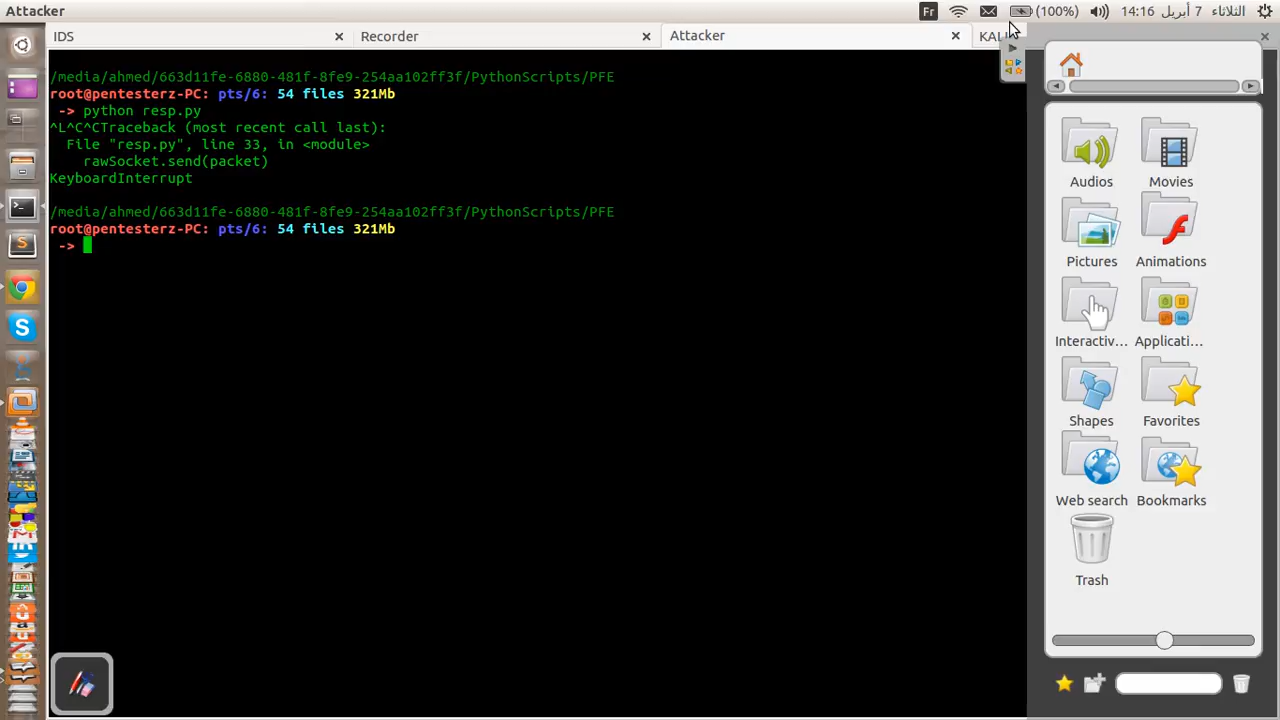 Attacker
Fr
(100%)
14:16
الثلاثاء 7 أبريل
IDS
Recorder
Attacker
KALI
/media/ahmed/663d11fe-6880-481f-8fe9-254aa102ff3f/PythonScripts/PFE
root@pentesterz-PC: pts/6: 54 files 321Mb
-> python resp.py
^L^C^CTraceback (most recent call last):
File "resp.py", line 33, in <module>
rawSocket.send(packet)
KeyboardInterrupt
/media/ahmed/663d11fe-6880-481f-8fe9-254aa102ff3f/PythonScripts/PFE
root@pentesterz-PC: pts/6: 54 files 321Mb
->
Audios
Movies
Pictures
Animations
Interactiv...
Applicati...
Shapes
Favorites
Web search
Bookmarks
Trash